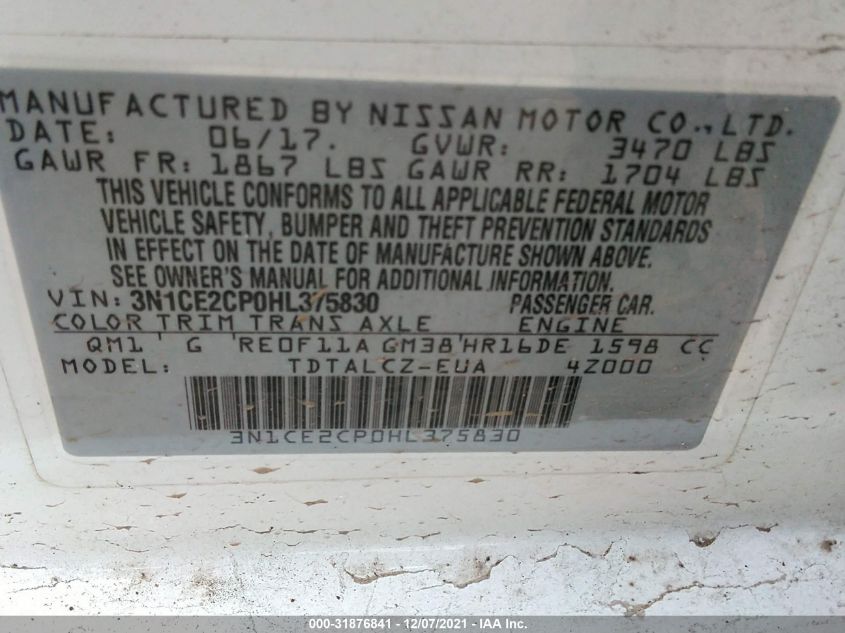 MANUFACTURED BY NISSAN MOTOR CO., LTD.
DATE: 06/17. GVWR: 3470 LBS
GAWR FR: 1867 LBS GAWR RR: 1704 LBS
THIS VEHICLE CONFORMS TO ALL APPLICABLE FEDERAL MOTOR
VEHICLE SAFETY, BUMPER AND THEFT PREVENTION STANDARDS
IN EFFECT ON THE DATE OF MANUFACTURE SHOWN ABOVE.
SEE OWNER'S MANUAL FOR ADDITIONAL INFORMATION.
VIN: 3N1CE2CP0HL375830 PASSENGER CAR.
COLOR TRIM TRANS AXLE ENGINE
QM1 G RE0F11A GM38 HR16DE 1598 CC
MODEL: TDTALCZ-EUA 4Z000
3N1CE2CP0HL375830
000-31876841 - 12/07/2021 - IAA Inc.